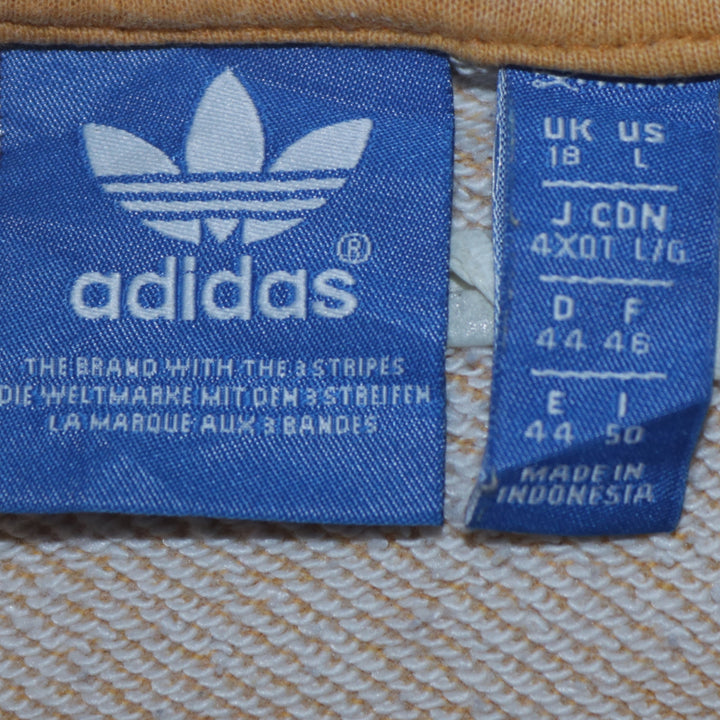 adidas®
THE BRAND WITH THE 3 STRIPES
DIE WELTMARKE MIT DEN 3 STREIFEN
LA MARQUE AUX 3 BANDES
UK US
18 L
J CDN
4XOT L/G
D F
44 46
E I
44 50
MADE IN
INDONESIA